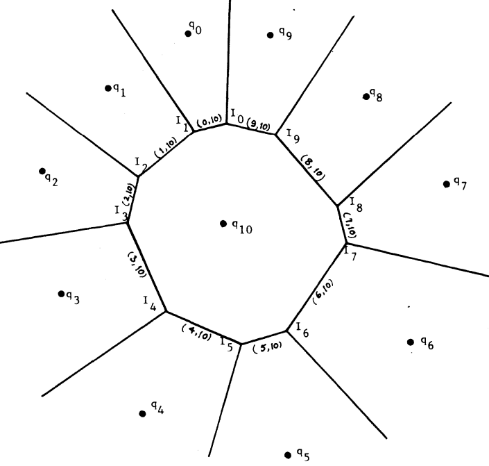 q0
q9
q1
q8
I
(0,10)
I0
(9,10)
I9
(1,10)
I2
(8,10)
q2
(2,10)
q7
I3
I8
(7,10)
q10
I7
(3,10)
q3
(6,10)
I4
(4,10)
I5
(5,10)
I6
q6
q4
q5